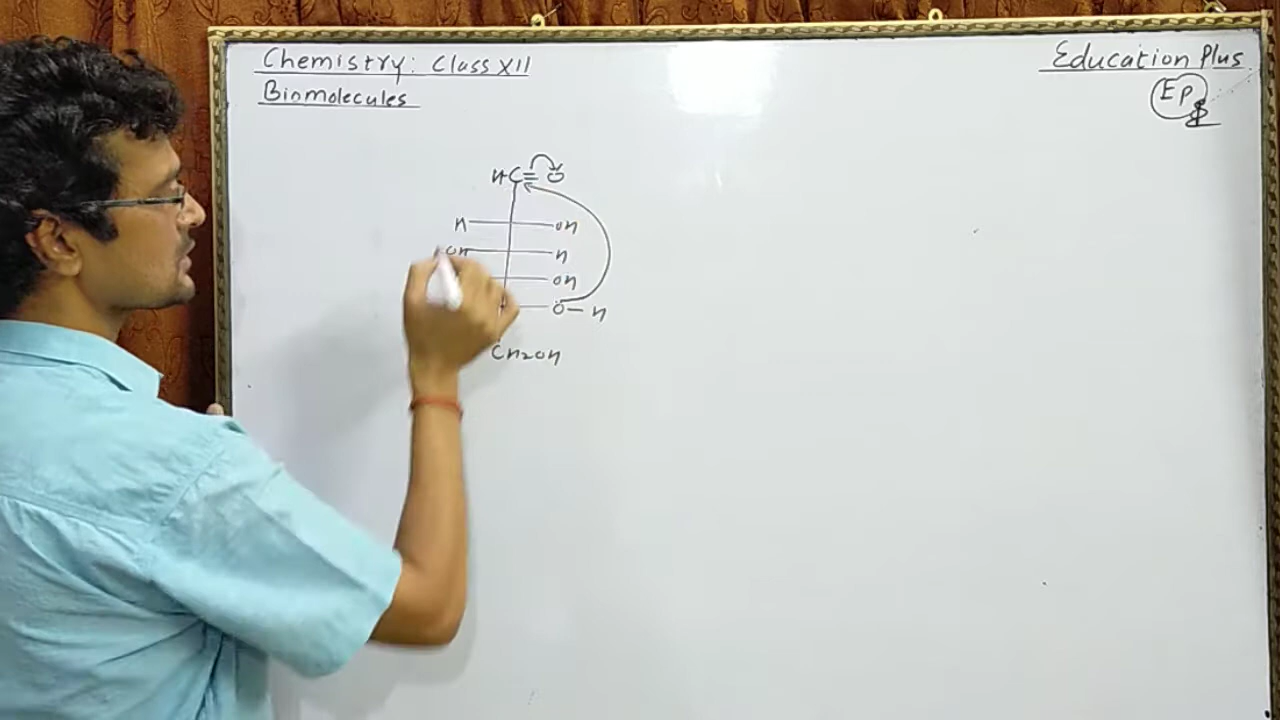 Chemistry: Class XII
Education Plus
Biomolecules
EP
HC=O
H OH
OH H
OH
O-H
CH2OH